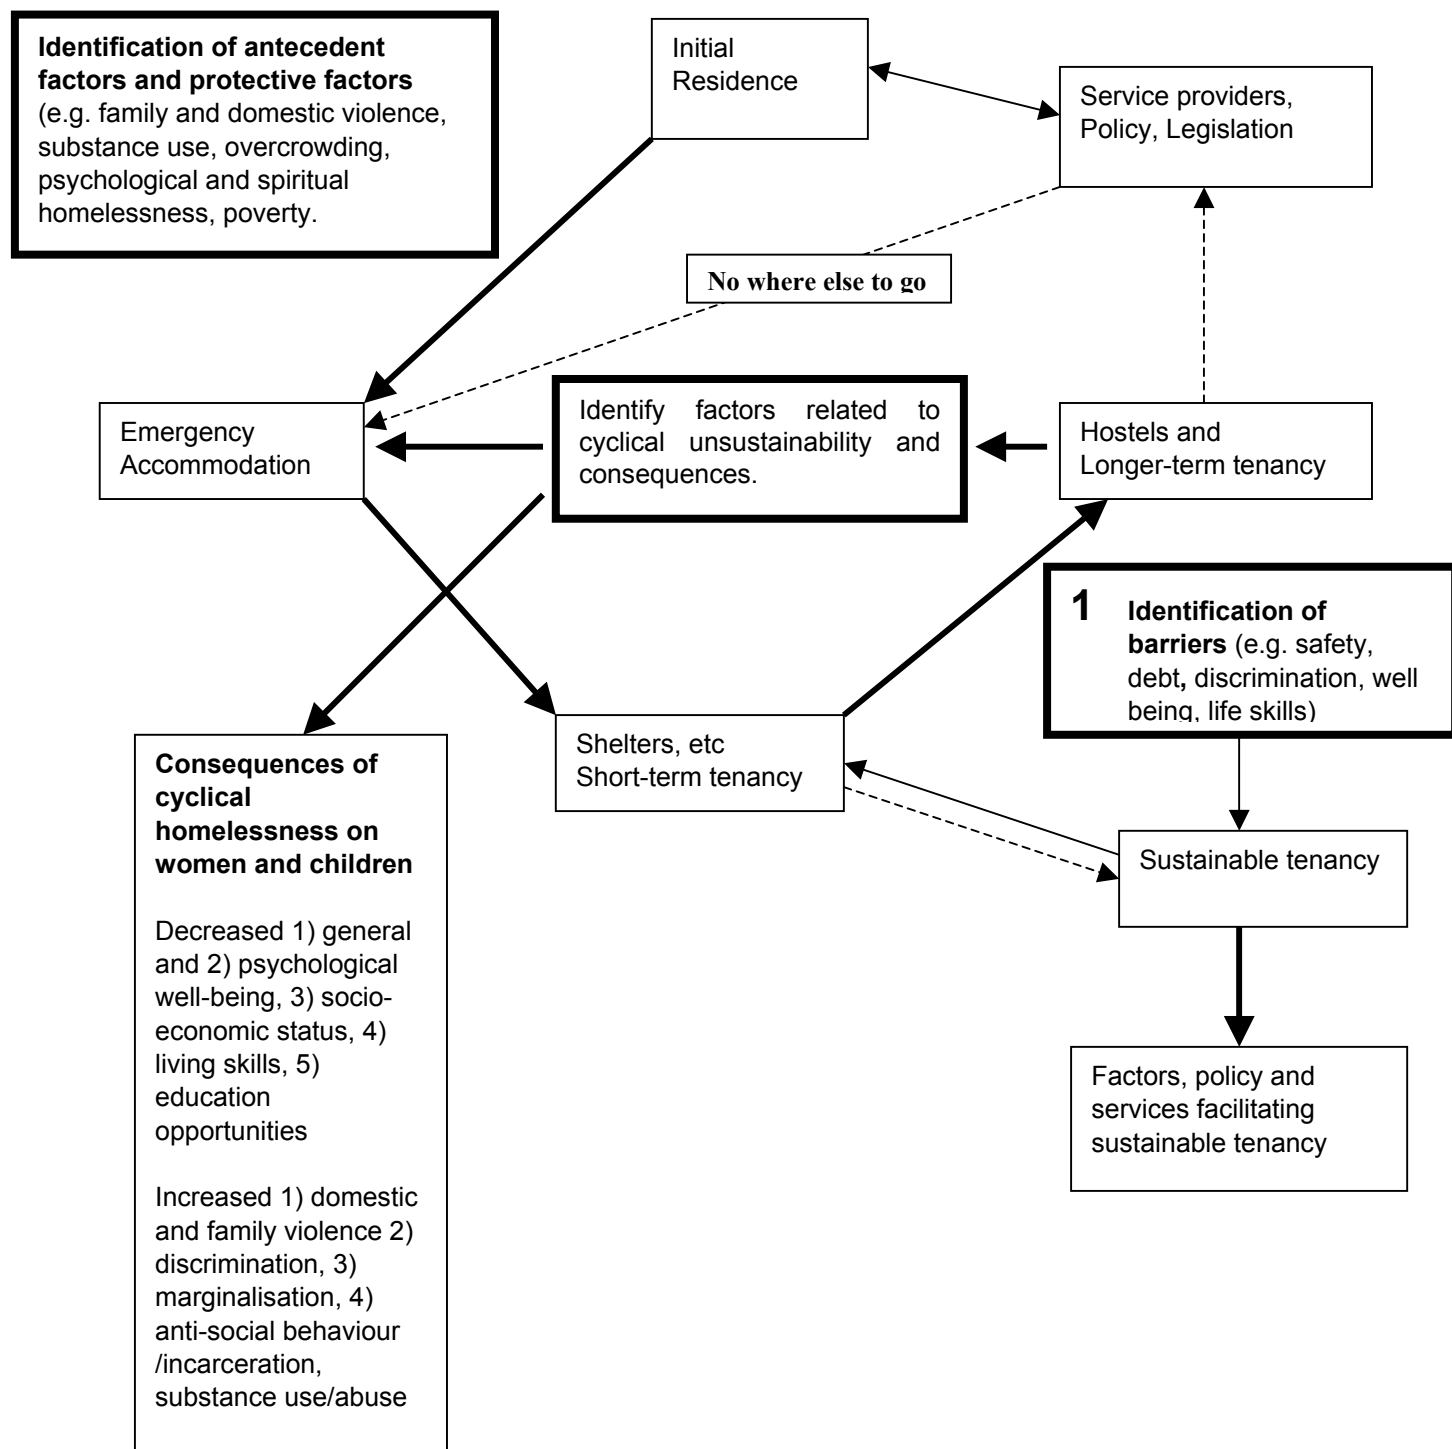 Identification of antecedent
factors and protective factors
(e.g. family and domestic violence,
substance use, overcrowding,
psychological and spiritual
homelessness, poverty.
Initial
Residence
Service providers,
Policy, Legislation
No where else to go
Emergency
Accommodation
Identify factors related to
cyclical unsustainability and
consequences.
Hostels and
Longer-term tenancy
1 Identification of
barriers (e.g. safety,
debt, discrimination, well
being, life skills)
Shelters, etc
Short-term tenancy
Sustainable tenancy
Factors, policy and
services facilitating
sustainable tenancy
Consequences of
cyclical
homelessness on
women and children
Decreased 1) general
and 2) psychological
well-being, 3) socio-
economic status, 4)
living skills, 5)
education
opportunities
Increased 1) domestic
and family violence 2)
discrimination, 3)
marginalisation, 4)
anti-social behaviour
/incarceration,
substance use/abuse